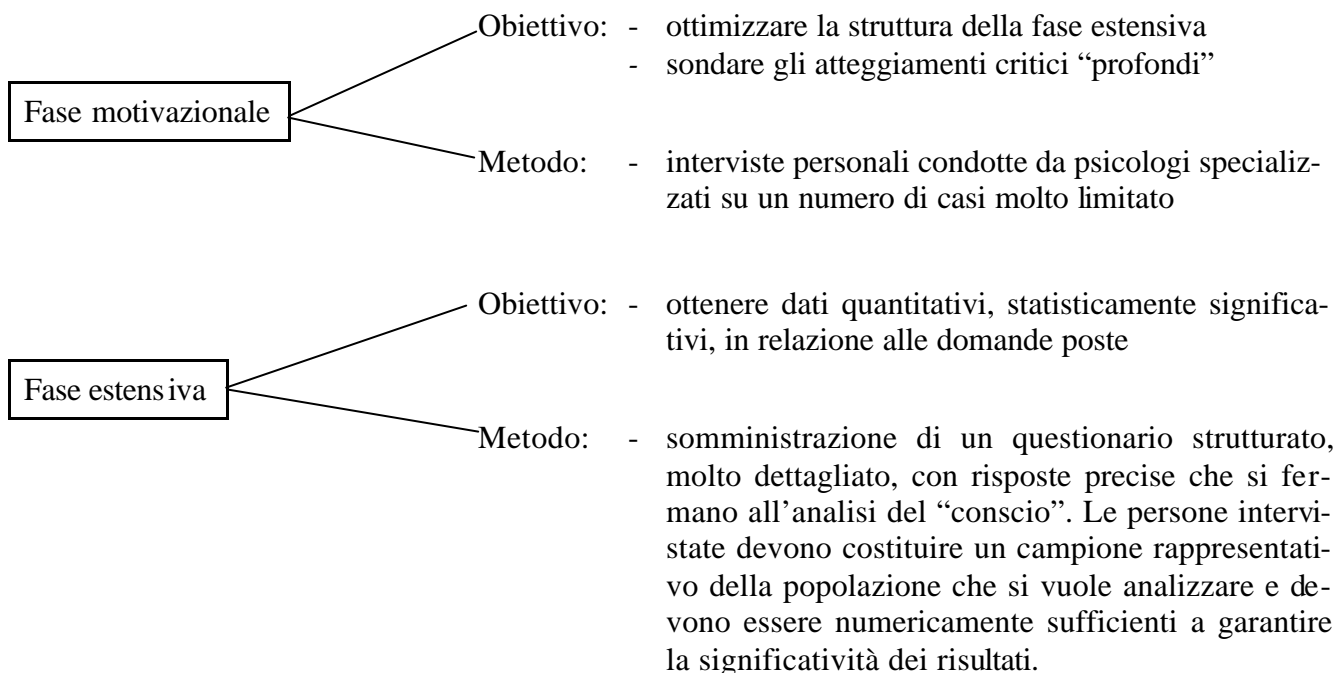 Obiettivo: - ottimizzare la struttura della fase estensiva
- sondare gli atteggiamenti critici “profondi”
Fase motivazionale
Metodo: - interviste personali condotte da psicologi specializ-
zati su un numero di casi molto limitato
Obiettivo: - ottenere dati quantitativi, statisticamente significa-
tivi, in relazione alle domande poste
Fase estensiva
Metodo: - somministrazione di un questionario strutturato,
molto dettagliato, con risposte precise che si fer-
mano all’analisi del “conscio”. Le persone intervi-
state devono costituire un campione rappresentati-
vo della popolazione che si vuole analizzare e de-
vono essere numericamente sufficienti a garantire
la significatività dei risultati.